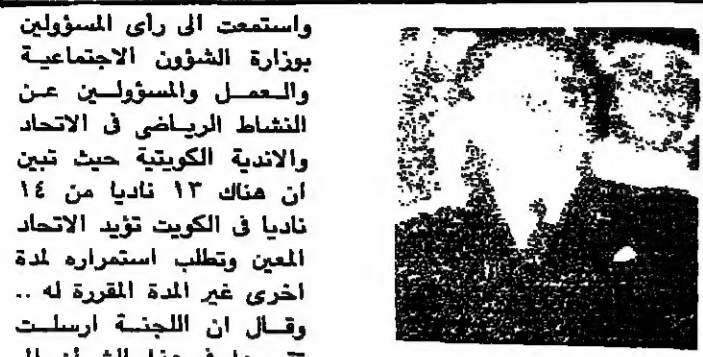 واستمعت الى رأى المسؤولين
بوزارة الشؤون الاجتماعية
والعمل والمسؤولين عن
النشاط الرياضى فى الاتحاد
والاندية الكويتية حيث تبين
ان هناك ١٣ ناديا من ١٤
ناديا فى الكويت تؤيد الاتحاد
المعين وتطلب استمراره لمدة
اخرى غير المدة المقررة له ..
وقال ان اللجنة ارسلت